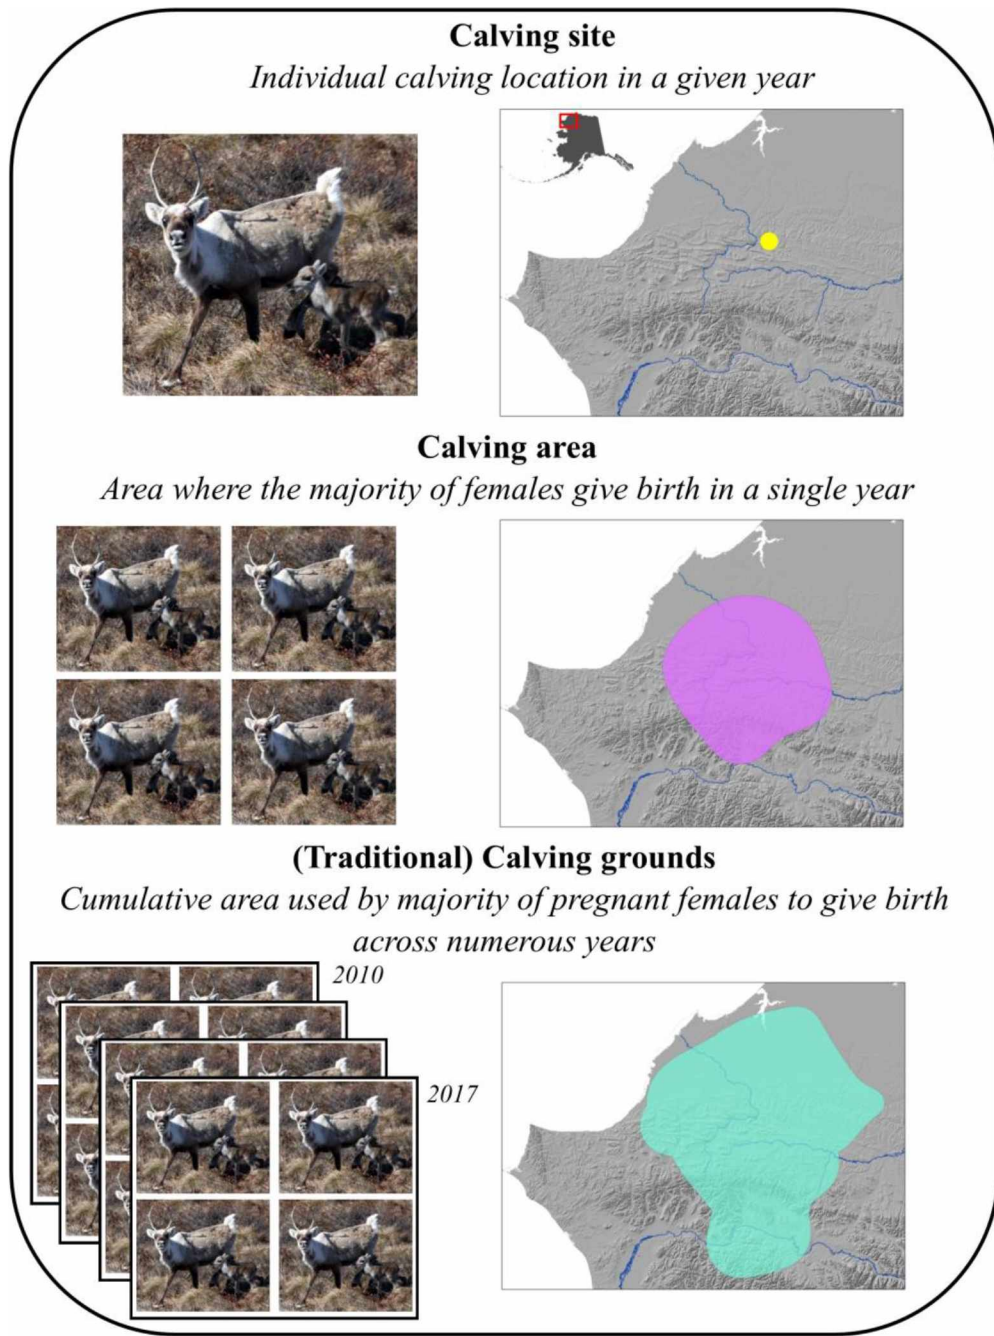 Calving site
Individual calving location in a given year
Calving area
Area where the majority of females give birth in a single year
(Traditional) Calving grounds
Cumulative area used by majority of pregnant females to give birth
across numerous years
2010
2017